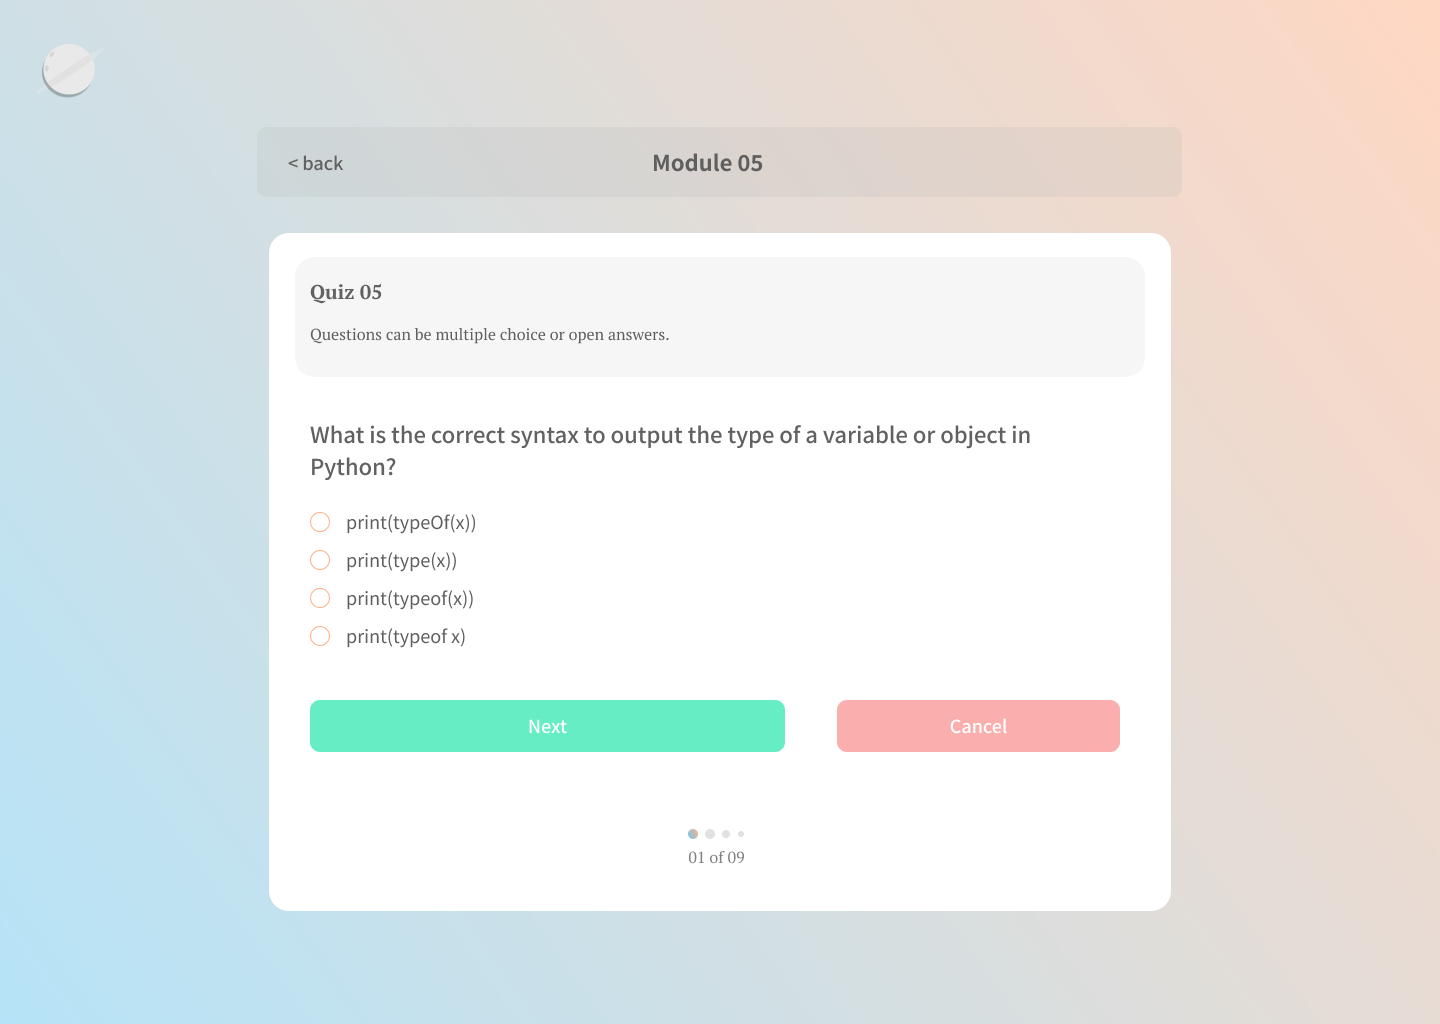 < back
Module 05
Quiz 05
Questions can be multiple choice or open answers.
What is the correct syntax to output the type of a variable or object in
Python?
print(typeOf(x))
print(type(x))
print(typeof(x))
print(typeof x)
Next
Cancel
01 of 09